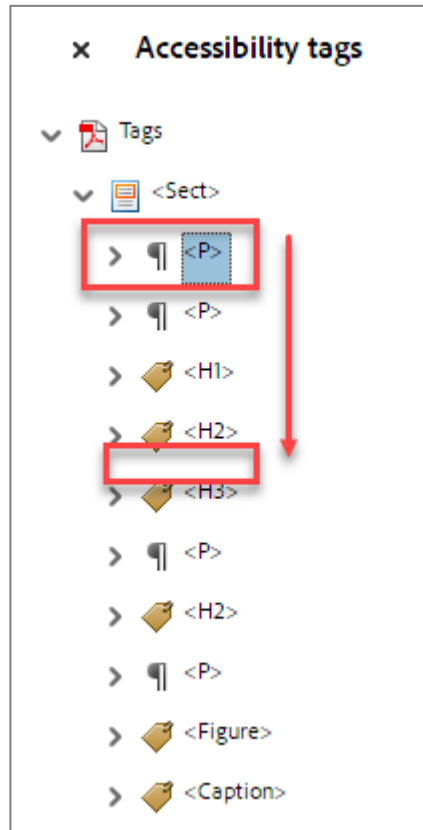 Accessibility tags
Tags
<Sect>
<P>
<P>
<H1>
<H2>
<H3>
<P>
<H2>
<P>
<Figure>
<Caption>